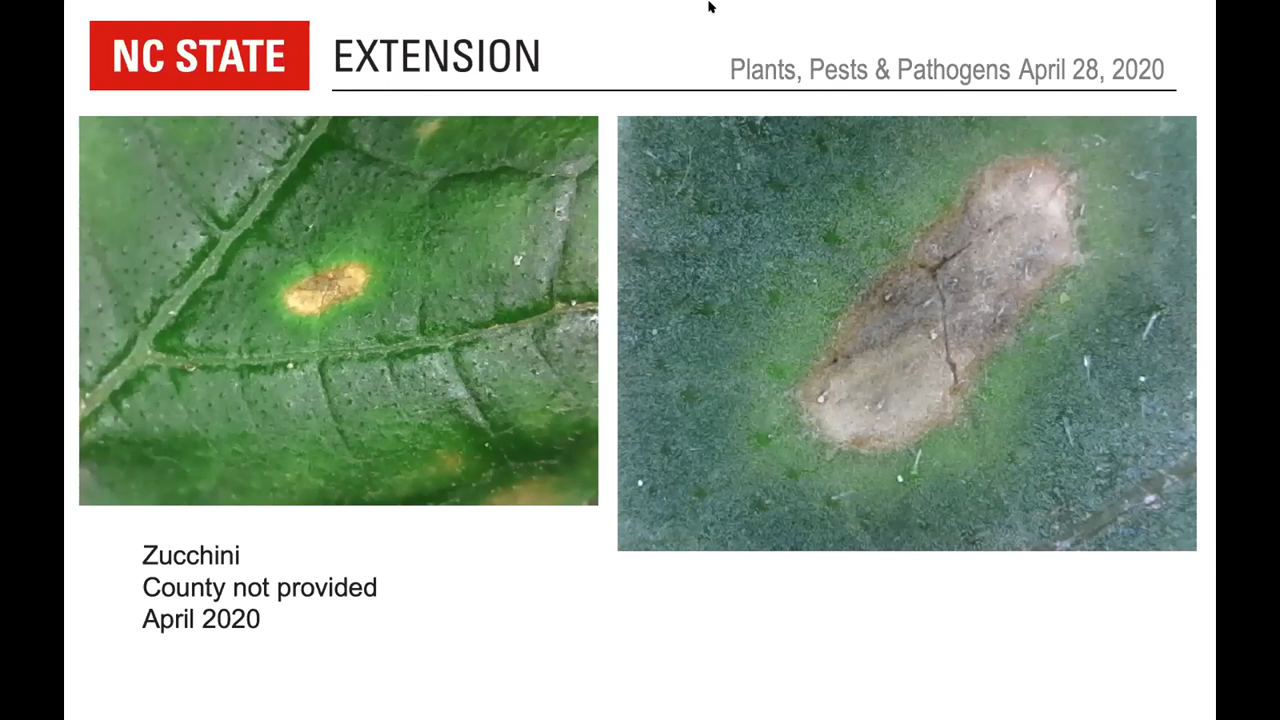 NC STATE EXTENSION
Plants, Pests & Pathogens April 28, 2020
Zucchini
County not provided
April 2020